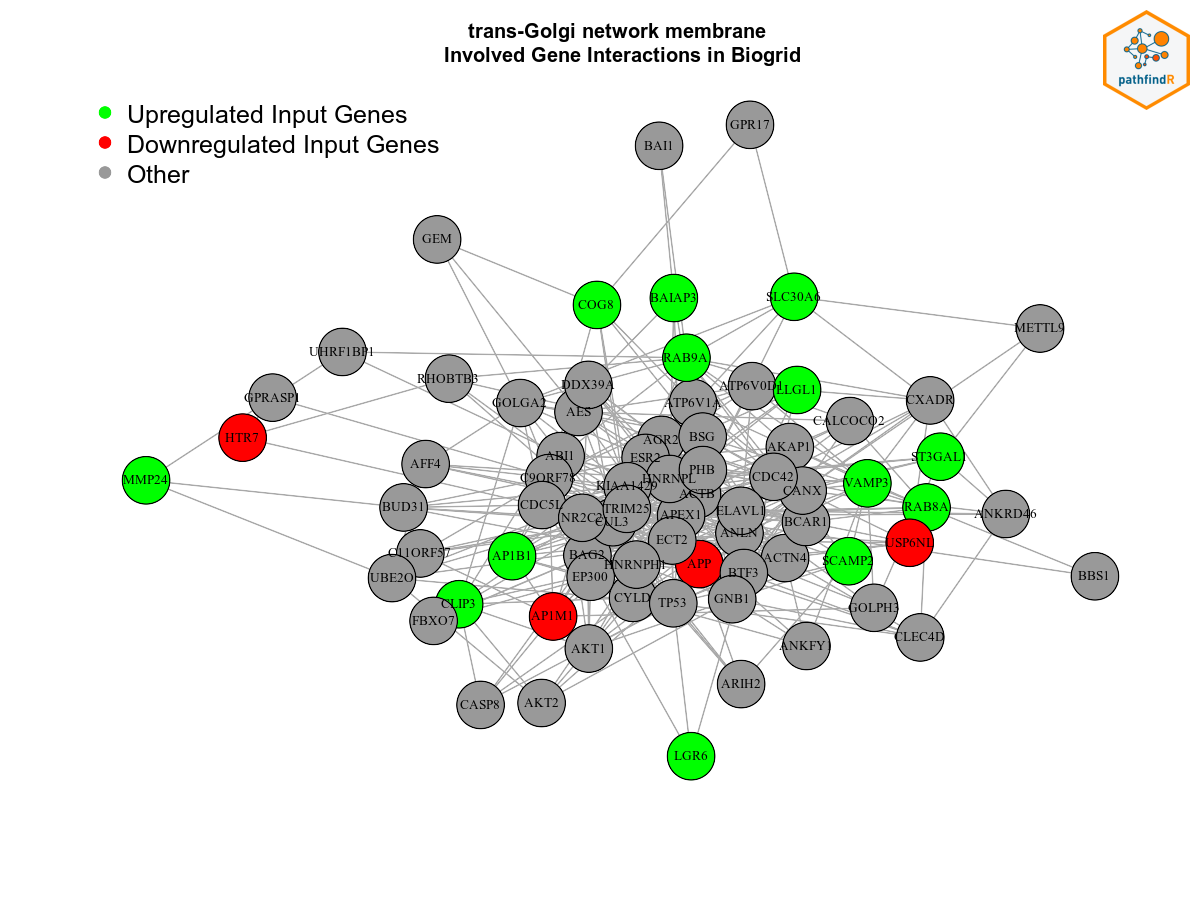 trans-Golgi network membrane
Involved Gene Interactions in Biogrid
pathfindR
Upregulated Input Genes
Downregulated Input Genes
Other
GPR17
BAI1
GEM
COG8
BAIAP3
SLC30A6
METTL9
UHRF1BP1
RAB9A
RHOBTB3
DDX39A
ATP6V0D1
LLGL1
GPRASP1
GOLGA2
AES
ATP6V1A
CXADR
CALCOCO2
HTR7
AGR2
BSG
AKAP1
ABI1
ESR2
ST3GAL1
AFF4
C9ORF78
HNRNPL
PHB
CDC42
MMP24
KIAA1429
ACTB
CANX
VAMP3
BUD31
CDC5L
NR2C2
TRIM25
CUL3
APEX1
ELAVL1
BCAR1
RAB8A
ANKRD46
ECT2
ANLN
USP6NL
C11ORF57
AP1B1
BAG2
HNRNPH1
APP
ACTN4
SCAMP2
UBE2O
EP300
BTF3
BBS1
CLIP3
CYLD
TP53
GNB1
GOLPH3
FBXO7
AP1M1
AKT1
ANKFY1
CLEC4D
ARIH2
CASP8
AKT2
LGR6